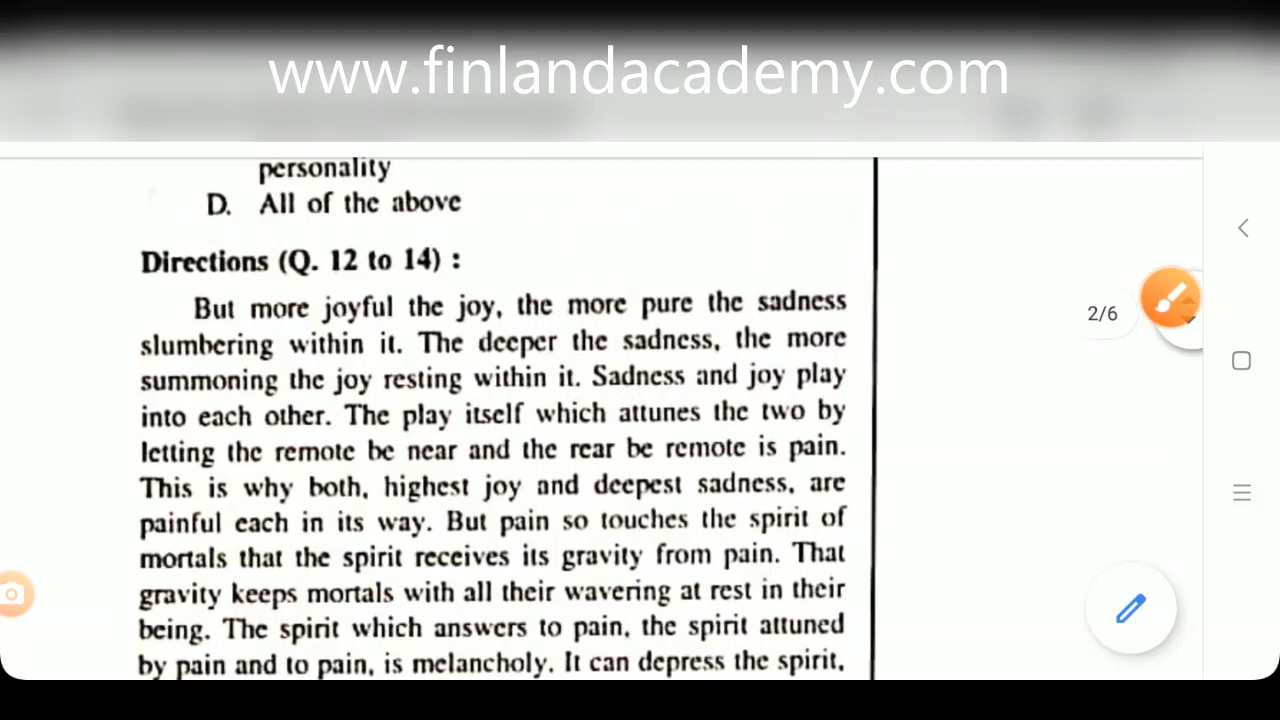 www.finlandacademy.com
personality
D. All of the above
Directions (Q. 12 to 14) :
But more joyful the joy, the more pure the sadness
slumbering within it. The deeper the sadness, the more
summoning the joy resting within it. Sadness and joy play
into each other. The play itself which attunes the two by
letting the remote be near and the rear be remote is pain.
This is why both, highest joy and deepest sadness, are
painful each in its way. But pain so touches the spirit of
mortals that the spirit receives its gravity from pain. That
gravity keeps mortals with all their wavering at rest in their
being. The spirit which answers to pain, the spirit attuned
by pain and to pain, is melancholy. It can depress the spirit,
2/6